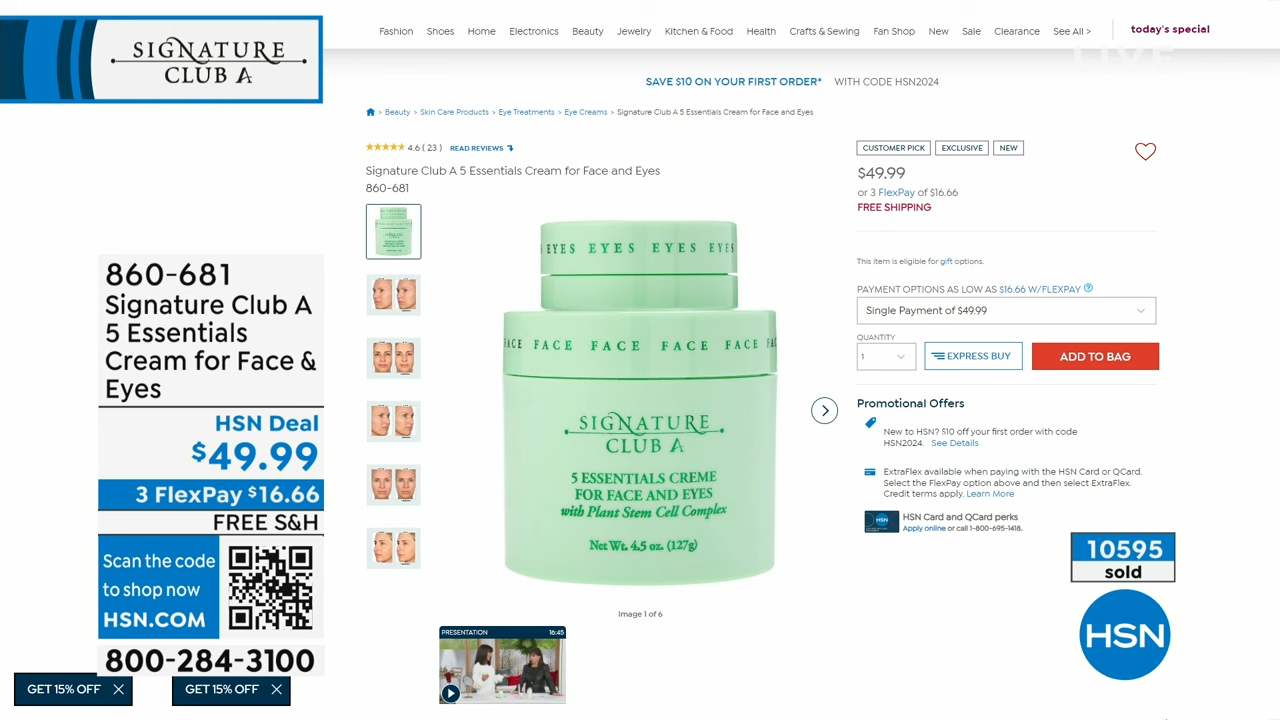 SIGNATURE
CLUB A
Fashion Shoes Home Electronics Beauty Jewelry Kitchen & Food Health Crafts & Sewing Fan Shop New Sale Clearance See All > today's special
LIVE
SAVE $10 ON YOUR FIRST ORDER* WITH CODE HSN2024
Beauty > Skin Care Products > Eye Treatments > Eye Creams > Signature Club A 5 Essentials Cream for Face and Eyes
4.6 ( 23 ) READ REVIEWS
Signature Club A 5 Essentials Cream for Face and Eyes
860-681
CUSTOMER PICK EXCLUSIVE NEW
$49.99
or 3 FlexPay of $16.66
FREE SHIPPING
This item is eligible for gift options.
PAYMENT OPTIONS AS LOW AS $16.66 W/FLEXPAY ?
Single Payment of $49.99
QUANTITY
1 EXPRESS BUY ADD TO BAG
Promotional Offers
New to HSN? $10 off your first order with code
HSN2024. See Details
ExtraFlex available when paying with the HSN Card or QCard.
Select the FlexPay option above and then select ExtraFlex.
Credit terms apply. Learn More
HSN
HSN Card and QCard perks
Apply online or call 1-800-695-1418.
EYES EYES EYES EYES
FACE FACE FACE FACE FACE
SIGNATURE
CLUB A
5 ESSENTIALS CREME
FOR FACE AND EYES
with Plant Stem Cell Complex
Net Wt. 4.5 oz. (127g)
Image 1 of 6
PRESENTATION 16:45
860-681
Signature Club A
5 Essentials
Cream for Face &
Eyes
HSN Deal
$49.99
3 FlexPay $16.66
FREE S&H
Scan the code
to shop now
HSN.COM
800-284-3100
GET 15% OFF GET 15% OFF
10595
sold
HSN